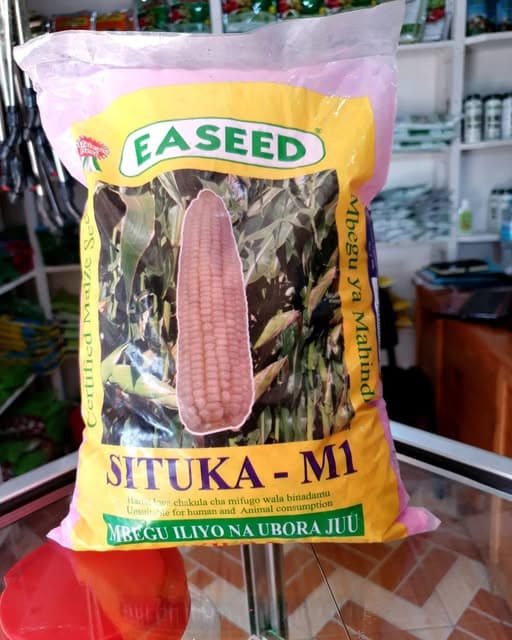 EASEED
Certified Maize Seed
Mbegu ya Mahindi
SITUKA - M1
kwa chakula cha mifugo wala binadamu
Unsuitable for human and Animal consumption
MBEGU ILIYO NA UBORA JUU